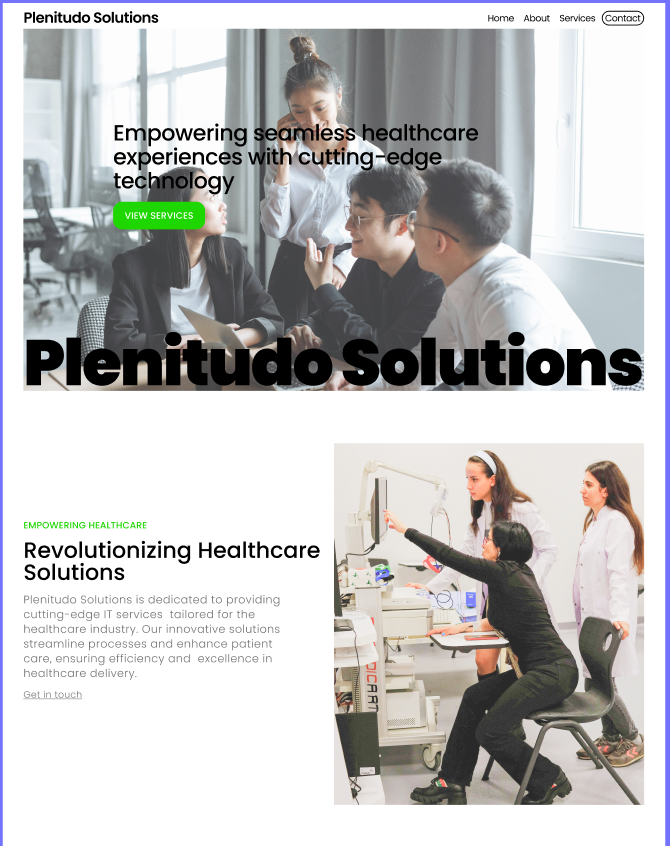 Plenitudo Solutions
Home About Services Contact
Empowering seamless healthcare
experiences with cutting-edge
technology
VIEW SERVICES
Plenitudo Solutions
EMPOWERING HEALTHCARE
Revolutionizing Healthcare
Solutions
Plenitudo Solutions is dedicated to providing
cutting-edge IT services  tailored for the
healthcare industry. Our innovative solutions
streamline processes and enhance patient
care, ensuring efficiency and  excellence in
healthcare delivery.
Get in touch